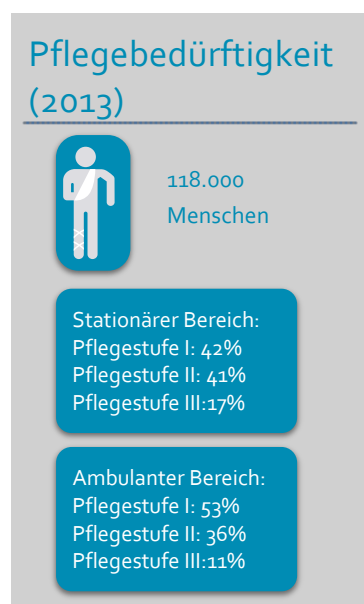 Pflegebedürftigkeit
(2013)
118.000
Menschen
Stationärer Bereich:
Pflegestufe I: 42%
Pflegestufe II: 41%
Pflegestufe III:17%
Ambulanter Bereich:
Pflegestufe I: 53%
Pflegestufe II: 36%
Pflegestufe III:11%